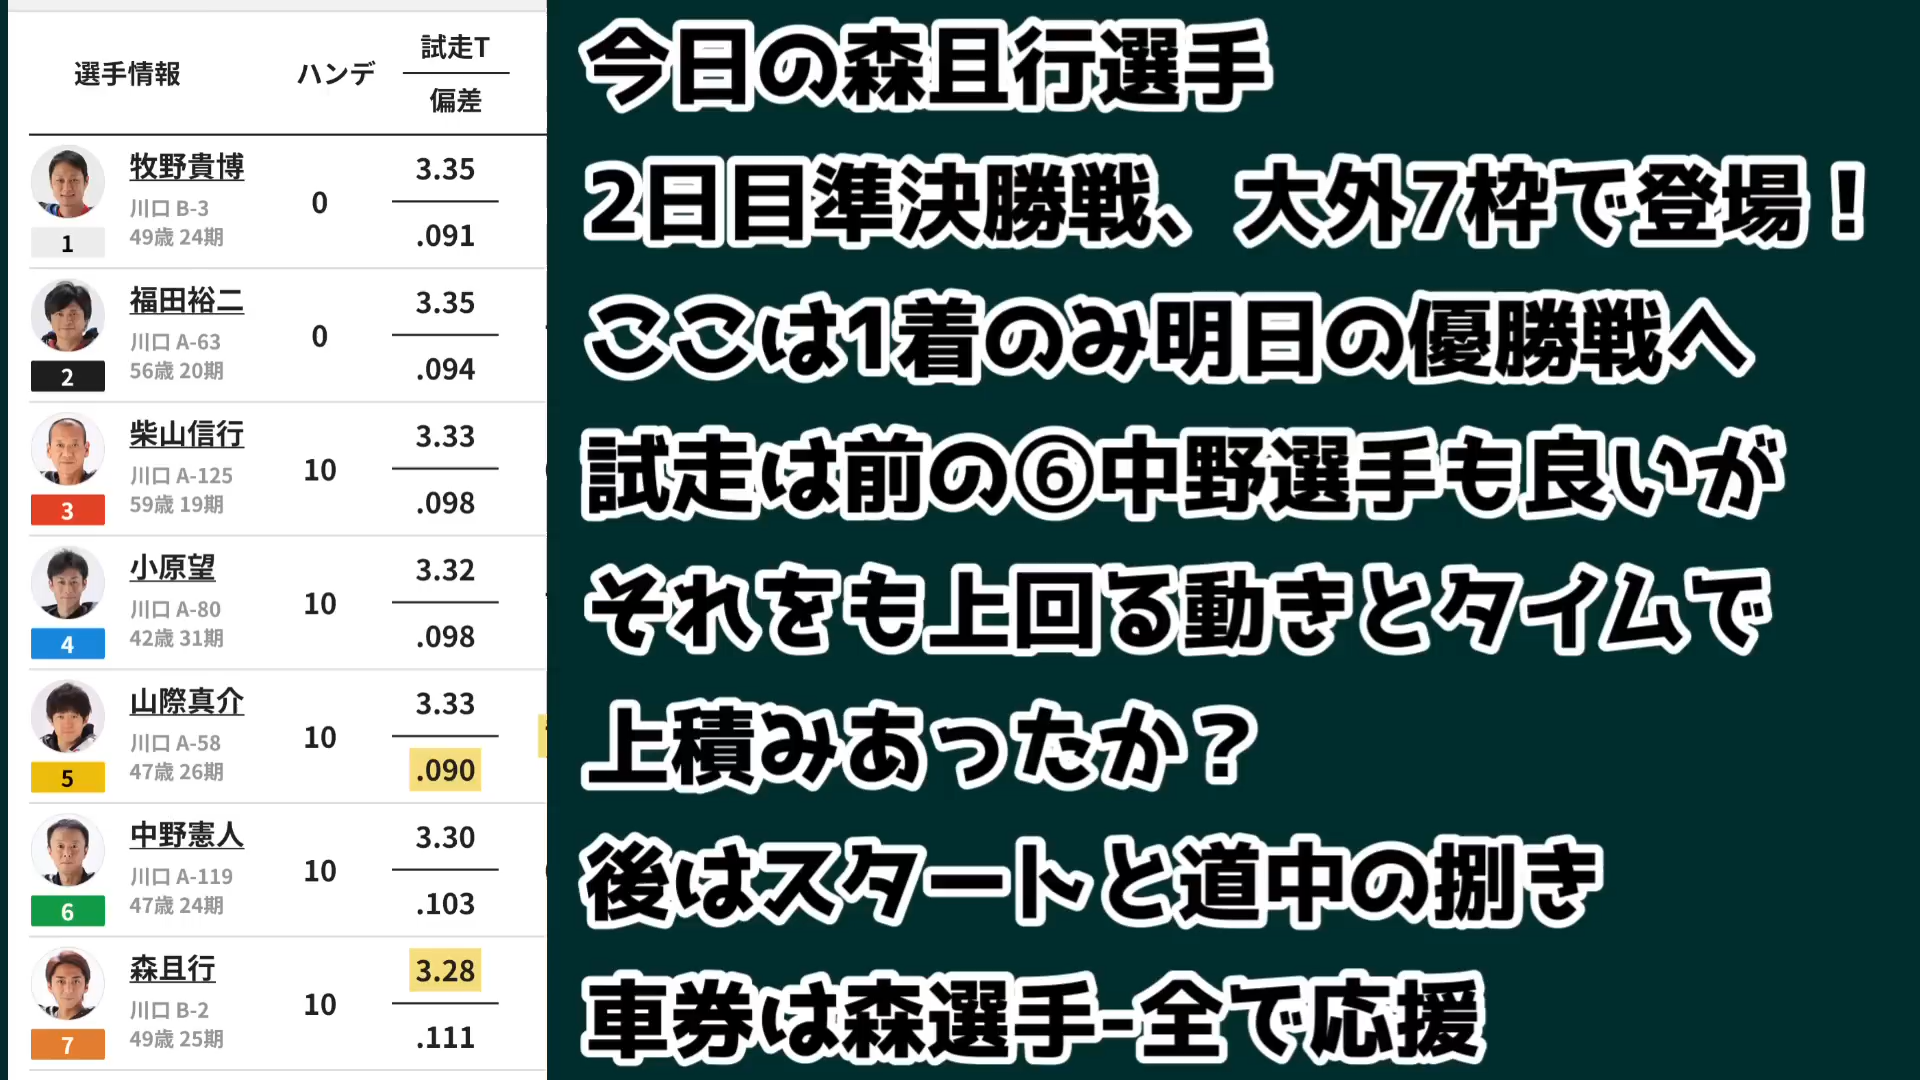 選手情報
ハンデ
試走T
偏差
牧野貴博
川口 B-3
49歳 24期
1
0
3.35
.091
福田裕二
川口 A-63
56歳 20期
2
0
3.35
.094
柴山信行
川口 A-125
59歳 19期
3
10
3.33
.098
小原望
川口 A-80
42歳 31期
4
10
3.32
.098
山際真介
川口 A-58
47歳 26期
5
10
3.33
.090
中野憲人
川口 A-119
47歳 24期
6
10
3.30
.103
森且行
川口 B-2
49歳 25期
7
10
3.28
.111
今日の森且行選手
2日目準決勝戦、大外7枠で登場！
ここは1着のみ明日の優勝戦へ
試走は前の⑥中野選手も良いが
それをも上回る動きとタイムで
上積みあったか？
後はスタートと道中の捌き
車券は森選手-全で応援